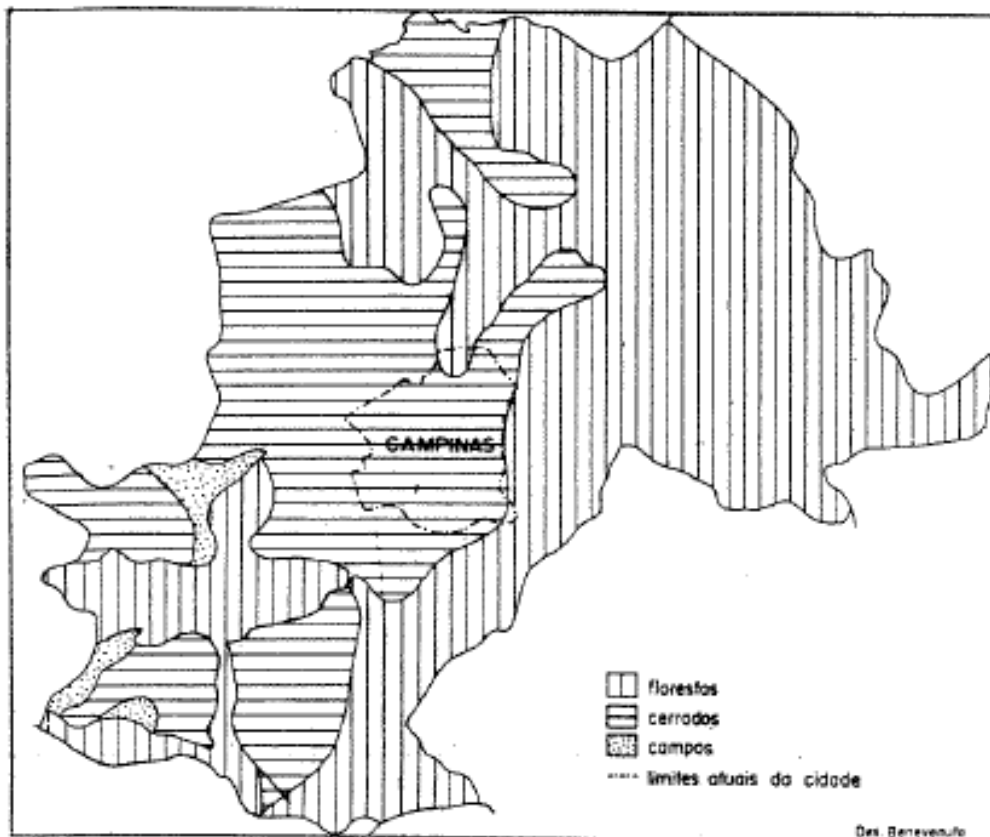 CAMPINAS
florestas
cerrados
campos
limites atuais da cidade
Des. Benevenuto